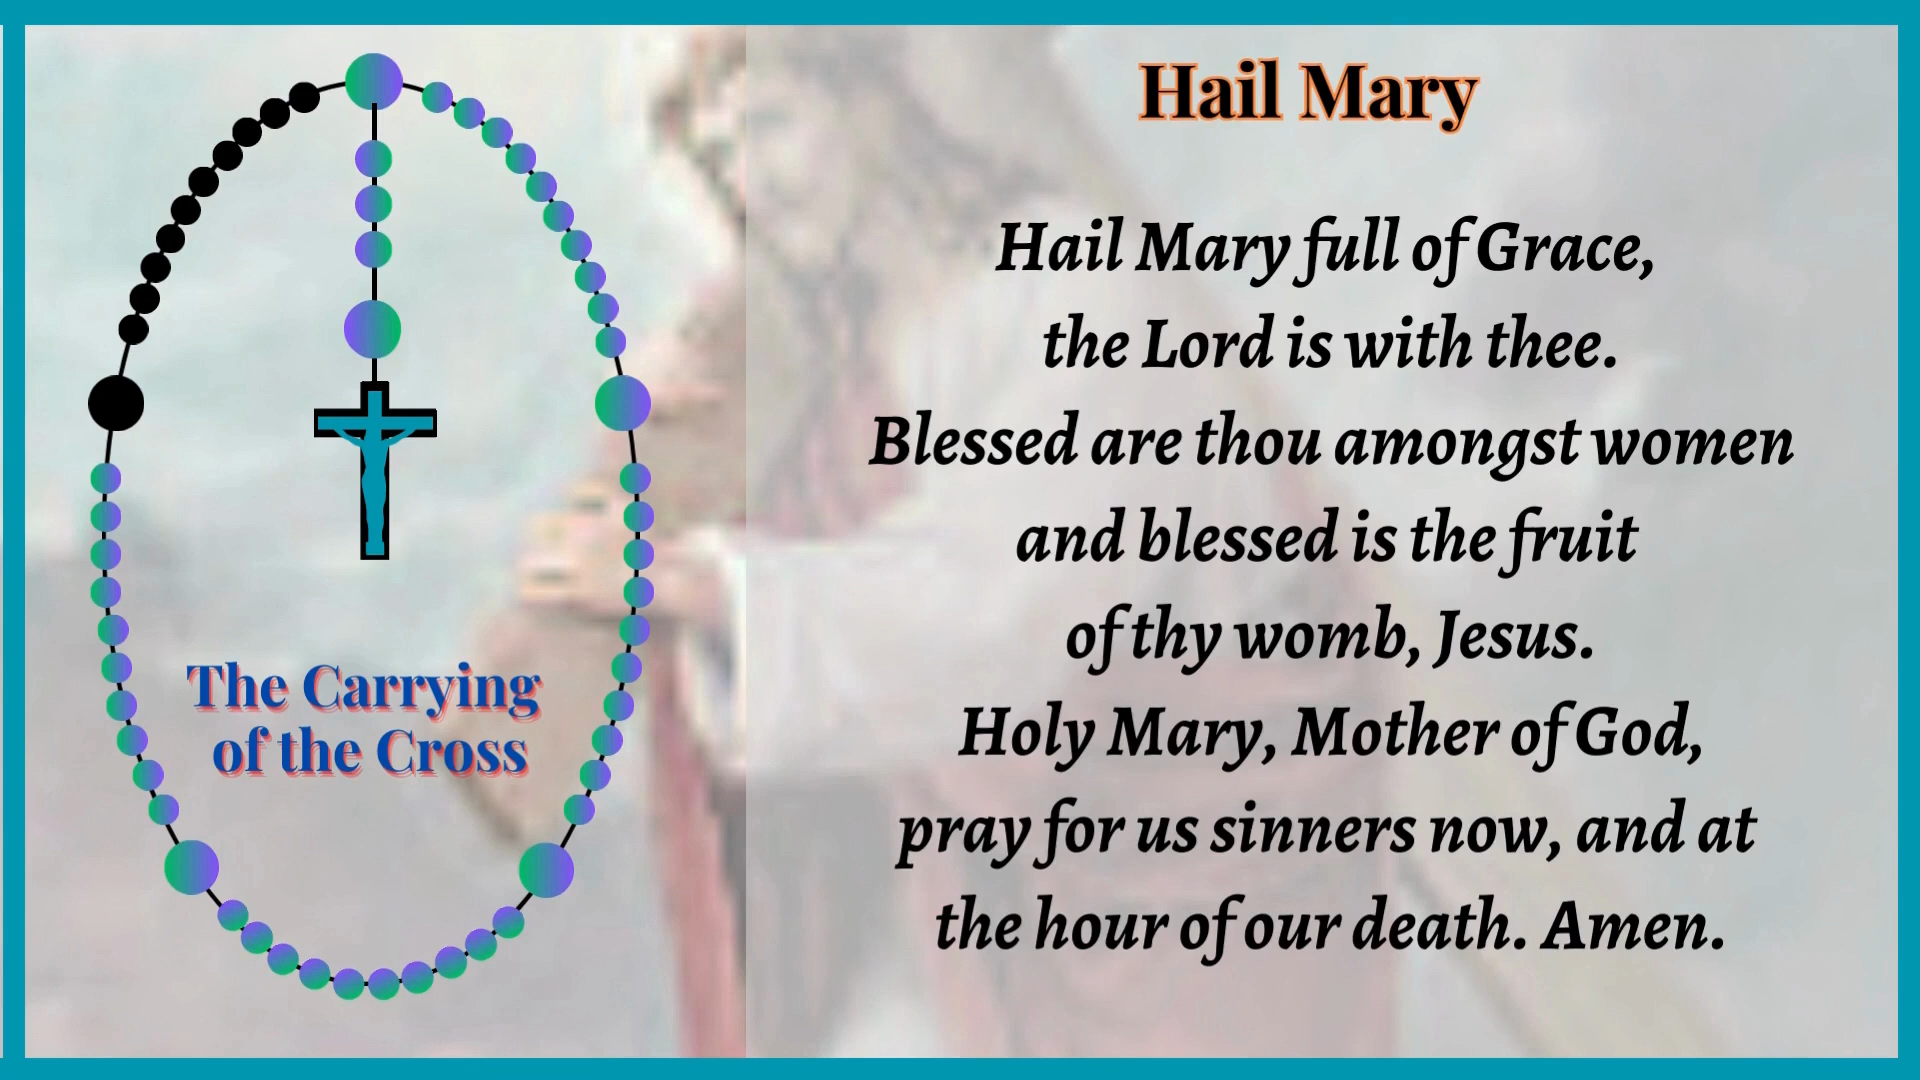 Hail Mary
Hail Mary full of Grace,
the Lord is with thee.
Blessed are thou amongst women
and blessed is the fruit
of thy womb, Jesus.
Holy Mary, Mother of God,
pray for us sinners now, and at
the hour of our death. Amen.
The Carrying
of the Cross